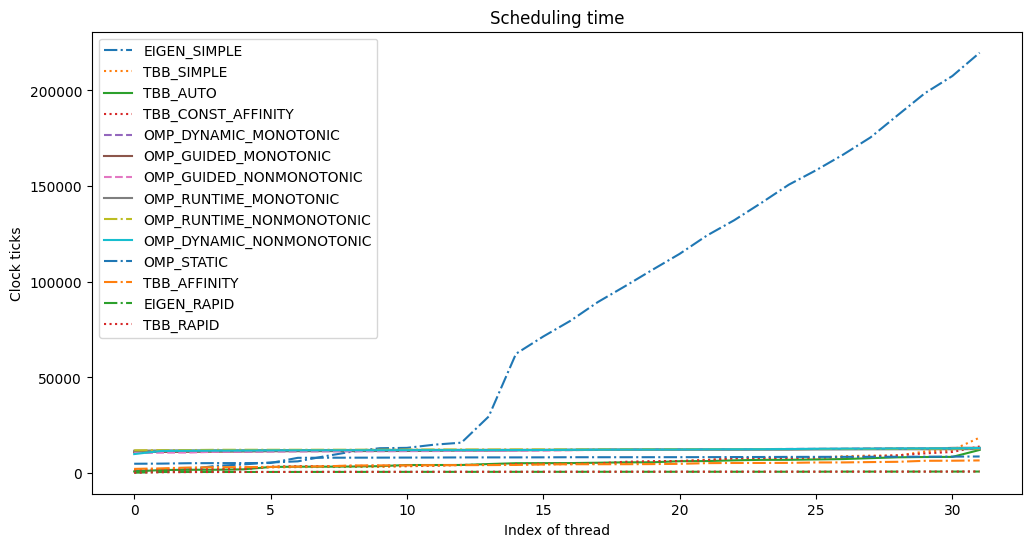 Scheduling time
EIGEN_SIMPLE
TBB_SIMPLE
TBB_AUTO
TBB_CONST_AFFINITY
OMP_DYNAMIC_MONOTONIC
OMP_GUIDED_MONOTONIC
OMP_GUIDED_NONMONOTONIC
OMP_RUNTIME_MONOTONIC
OMP_RUNTIME_NONMONOTONIC
OMP_DYNAMIC_NONMONOTONIC
OMP_STATIC
TBB_AFFINITY
EIGEN_RAPID
TBB_RAPID
Clock ticks
200000
150000
100000
50000
0
0 5 10 15 20 25 30
Index of thread